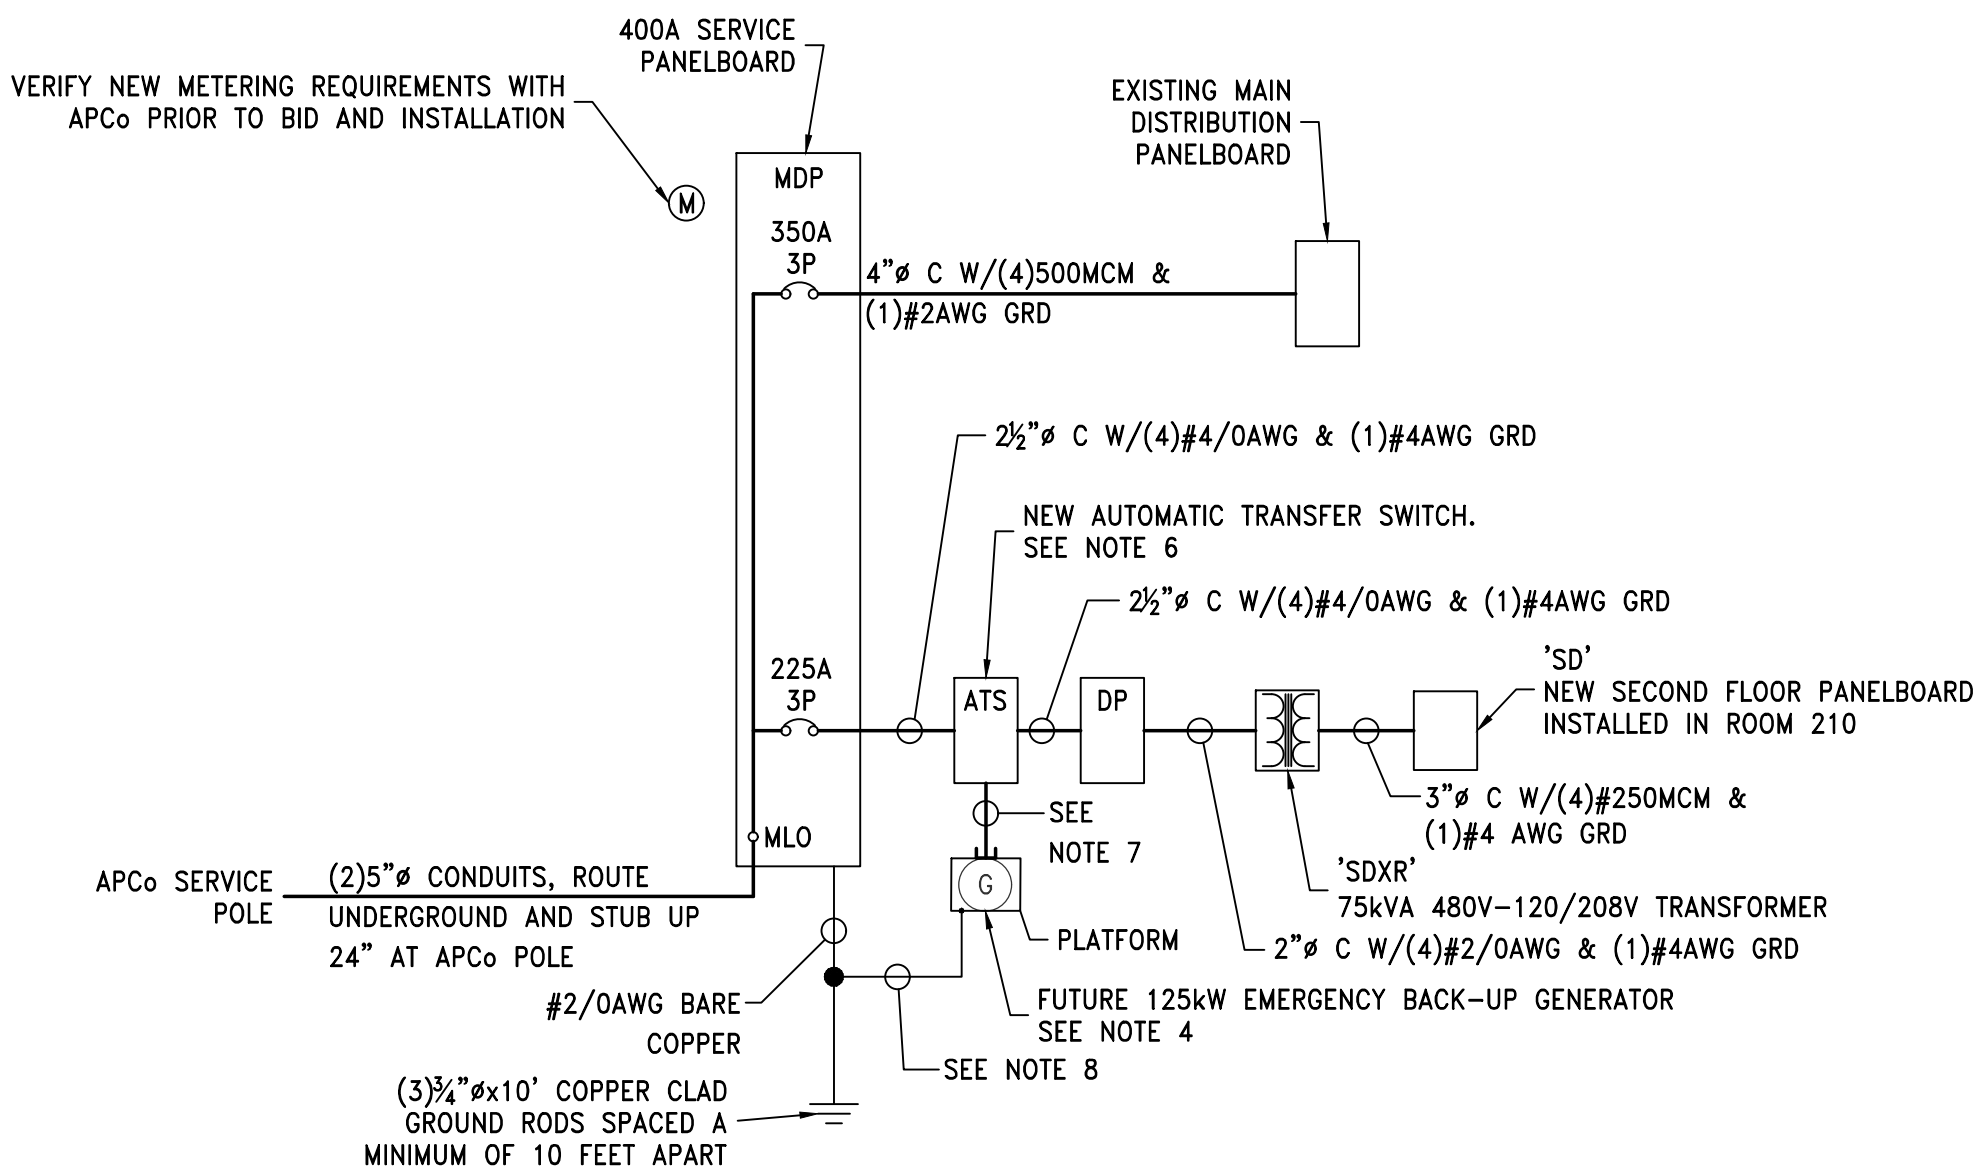 400A SERVICE
PANELBOARD
VERIFY NEW METERING REQUIREMENTS WITH
APCo PRIOR TO BID AND INSTALLATION
M
MDP
350A
3P
4"ø C W/(4)500MCM &
(1)#2AWG GRD
EXISTING MAIN
DISTRIBUTION
PANELBOARD
2½"ø C W/(4)#4/0AWG & (1)#4AWG GRD
NEW AUTOMATIC TRANSFER SWITCH.
SEE NOTE 6
2½"ø C W/(4)#4/0AWG & (1)#4AWG GRD
225A
3P
ATS
DP
'SD'
NEW SECOND FLOOR PANELBOARD
INSTALLED IN ROOM 210
3"ø C W/(4)#250MCM &
(1)#4 AWG GRD
SEE
NOTE 7
MLO
'SDXR'
75kVA 480V-120/208V TRANSFORMER
2"ø C W/(4)#2/0AWG & (1)#4AWG GRD
APCo SERVICE
POLE
(2)5"ø CONDUITS, ROUTE
UNDERGROUND AND STUB UP
24" AT APCo POLE
G
PLATFORM
#2/0AWG BARE
COPPER
FUTURE 125kW EMERGENCY BACK-UP GENERATOR
SEE NOTE 4
SEE NOTE 8
(3)¾"øx10' COPPER CLAD
GROUND RODS SPACED A
MINIMUM OF 10 FEET APART